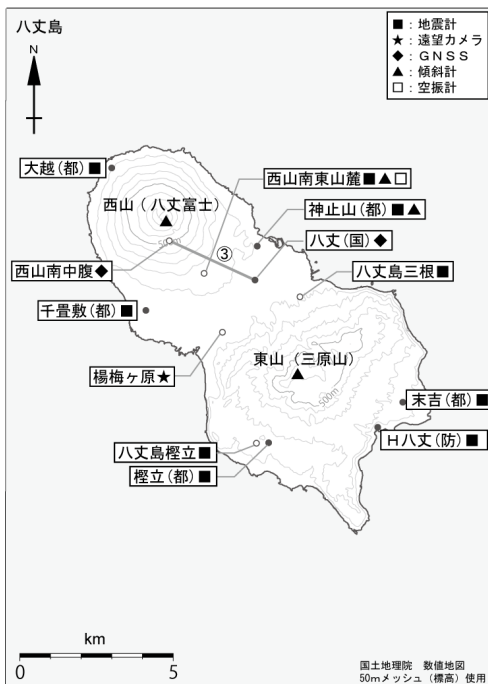 八丈島
N
■：地震計
★：遠望カメラ
◆：ＧＮＳＳ
▲：傾斜計
□：空振計
大越(都)■
西山南東山麓■▲□
西山（八丈富士）
神止山(都)■▲
八丈(国)◆
③
西山南中腹◆
八丈島三根■
千畳敷(都)■
東山（三原山）
楊梅ヶ原★
500m
末吉(都)■
Ｈ八丈(防)■
八丈島樫立■
樫立(都)■
km
0 5
国土地理院 数値地図
50mメッシュ（標高）使用